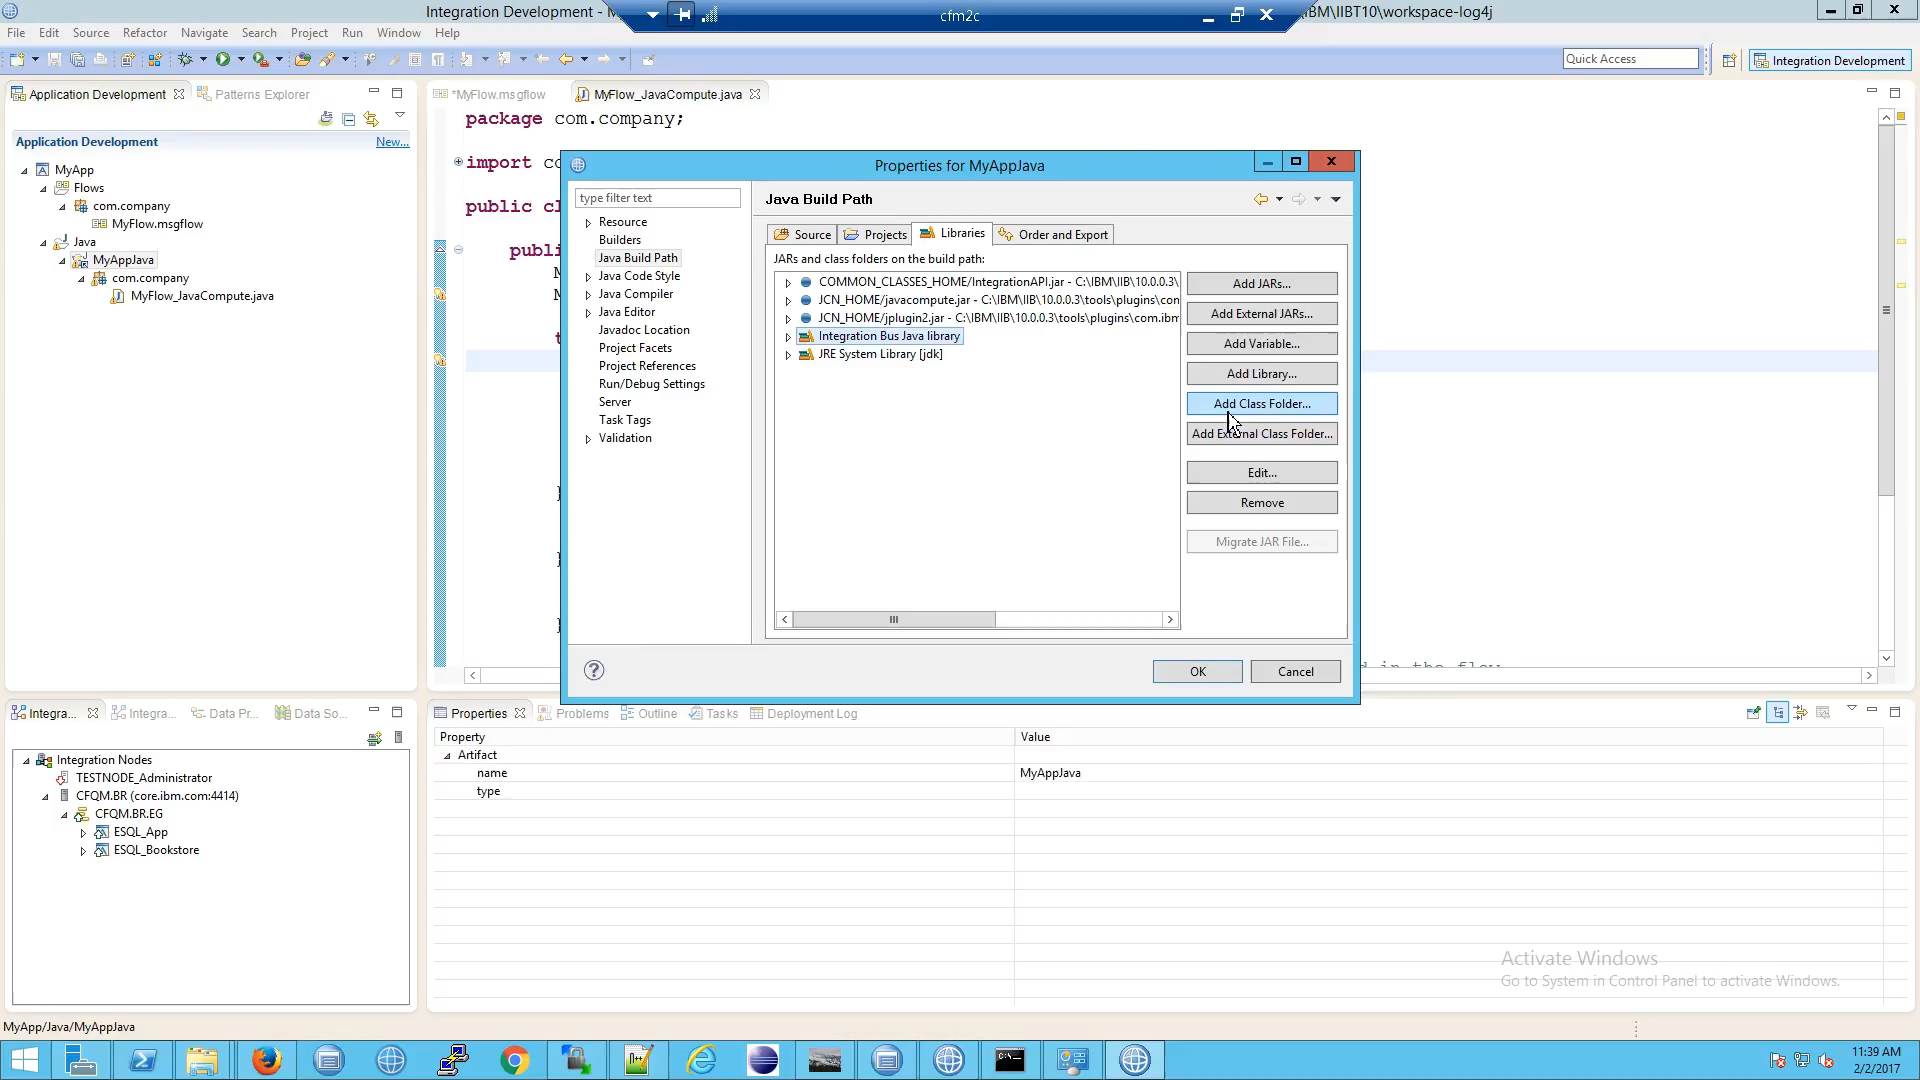 Integration Development - M
cfm2c
\IBM\IIBT10\workspace-log4j
File Edit Source Refactor Navigate Search Project Run Window Help
Quick Access
Integration Development
Application Development
Patterns Explorer
*MyFlow.msgflow
MyFlow_JavaCompute.java
Application Development
New...
MyApp
Flows
com.company
MyFlow.msgflow
Java
MyAppJava
com.company
MyFlow_JavaCompute.java
package com.company;
import co
public cl
publi
M
M
}
}
}
d in the flow
Properties for MyAppJava
type filter text
Resource
Builders
Java Build Path
Java Code Style
Java Compiler
Java Editor
Javadoc Location
Project Facets
Project References
Run/Debug Settings
Server
Task Tags
Validation
Java Build Path
Source Projects Libraries Order and Export
JARs and class folders on the build path:
COMMON_CLASSES_HOME/IntegrationAPI.jar - C:\IBM\IIB\10.0.0.3\
JCN_HOME/javacompute.jar - C:\IBM\IIB\10.0.0.3\tools\plugins\con
JCN_HOME/jplugin2.jar - C:\IBM\IIB\10.0.0.3\tools\plugins\com.ibm
Integration Bus Java library
JRE System Library [jdk]
Add JARs...
Add External JARs...
Add Variable...
Add Library...
Add Class Folder...
Add External Class Folder...
Edit...
Remove
Migrate JAR File...
OK Cancel
Integra...
Integra...
Data Pr...
Data So...
Integration Nodes
TESTNODE_Administrator
CFQM.BR (core.ibm.com:4414)
CFQM.BR.EG
ESQL_App
ESQL_Bookstore
Properties Problems Outline Tasks Deployment Log
Property Value
Artifact
name MyAppJava
type
Activate Windows
Go to System in Control Panel to activate Windows.
MyApp/Java/MyAppJava
11:39 AM
2/2/2017